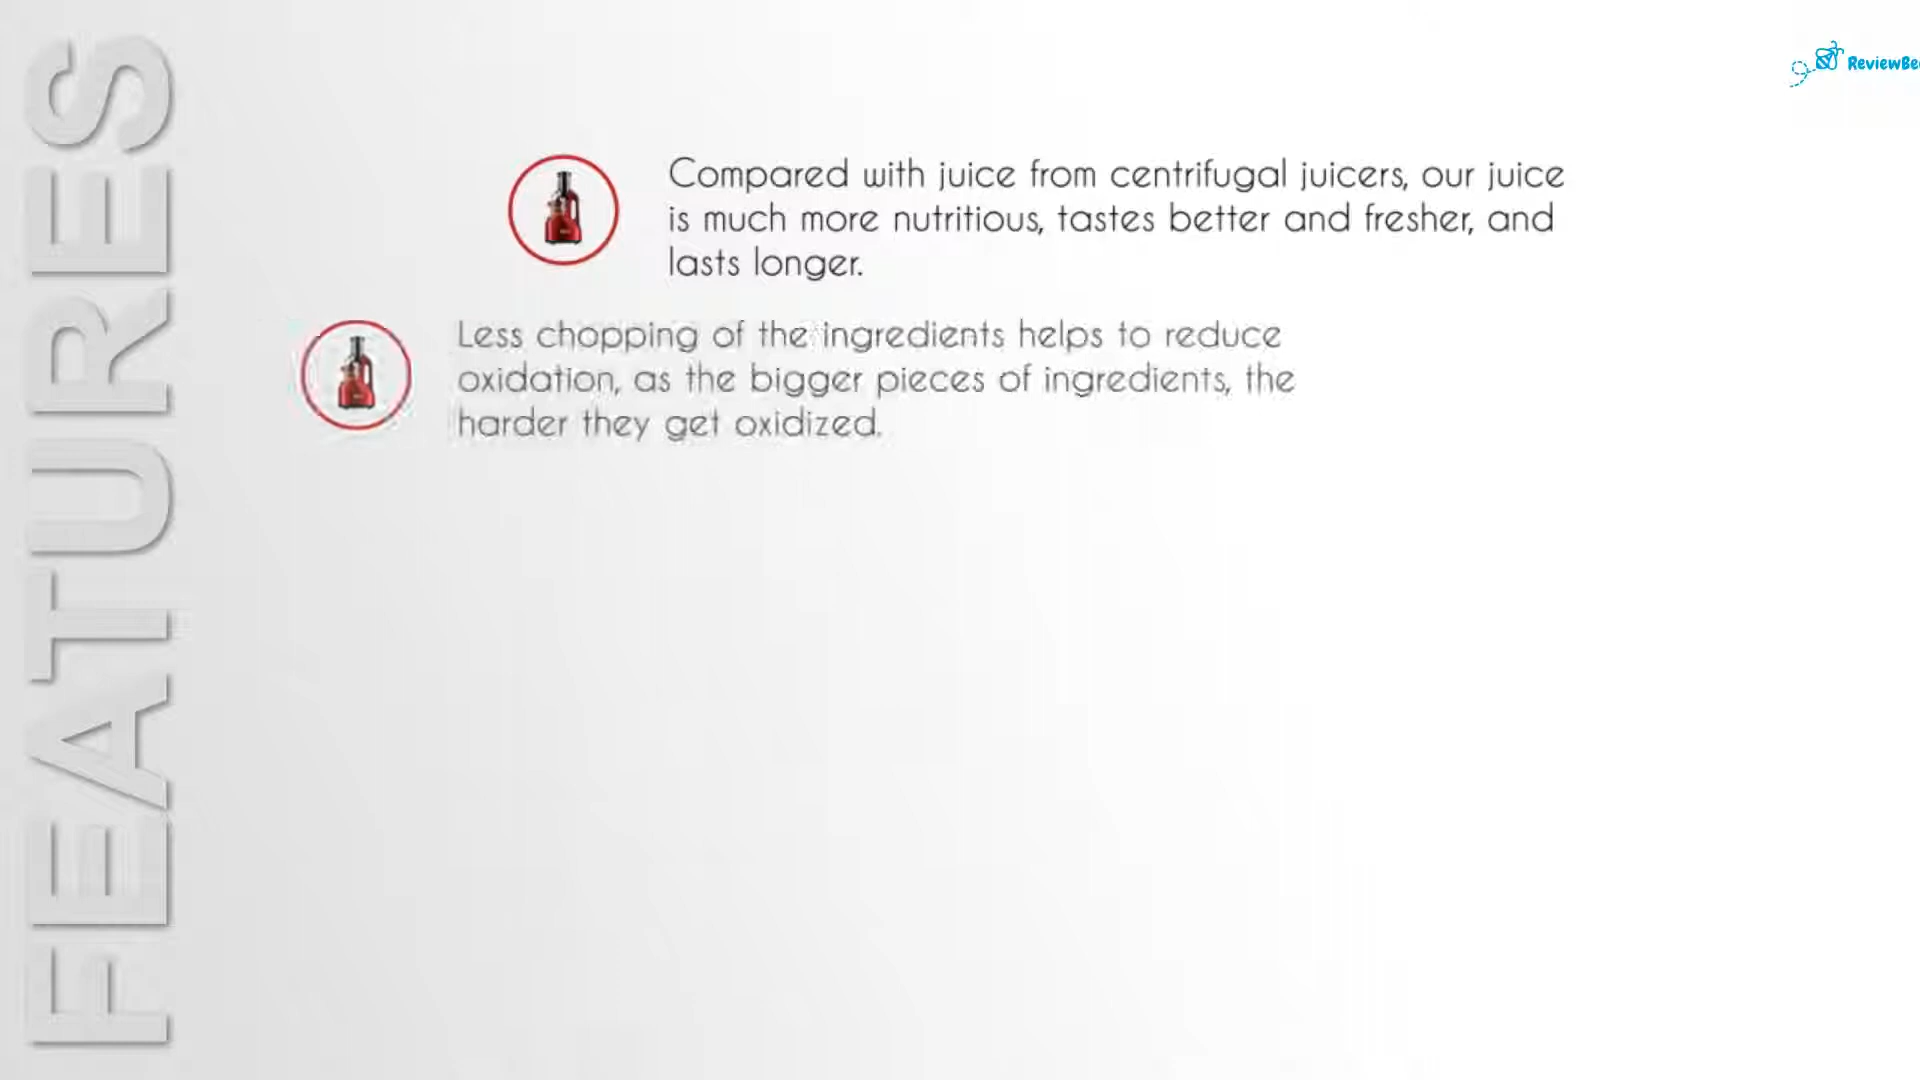 FEATURES
ReviewBe
Compared with juice from centrifugal juicers, our juice
is much more nutritious, tastes better and fresher, and
lasts longer.
Less chopping of the ingredients helps to reduce
oxidation, as the bigger pieces of ingredients, the
harder they get oxidized.